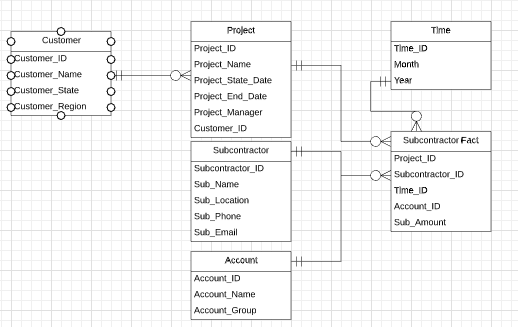 Customer
Customer_ID
Customer_Name
Customer_State
Customer_Region
Project
Project_ID
Project_Name
Project_State_Date
Project_End_Date
Project_Manager
Customer_ID
Subcontractor
Subcontractor_ID
Sub_Name
Sub_Location
Sub_Phone
Sub_Email
Account
Account_ID
Account_Name
Account_Group
Time
Time_ID
Month
Year
Subcontractor Fact
Project_ID
Subcontractor_ID
Time_ID
Account_ID
Sub_Amount